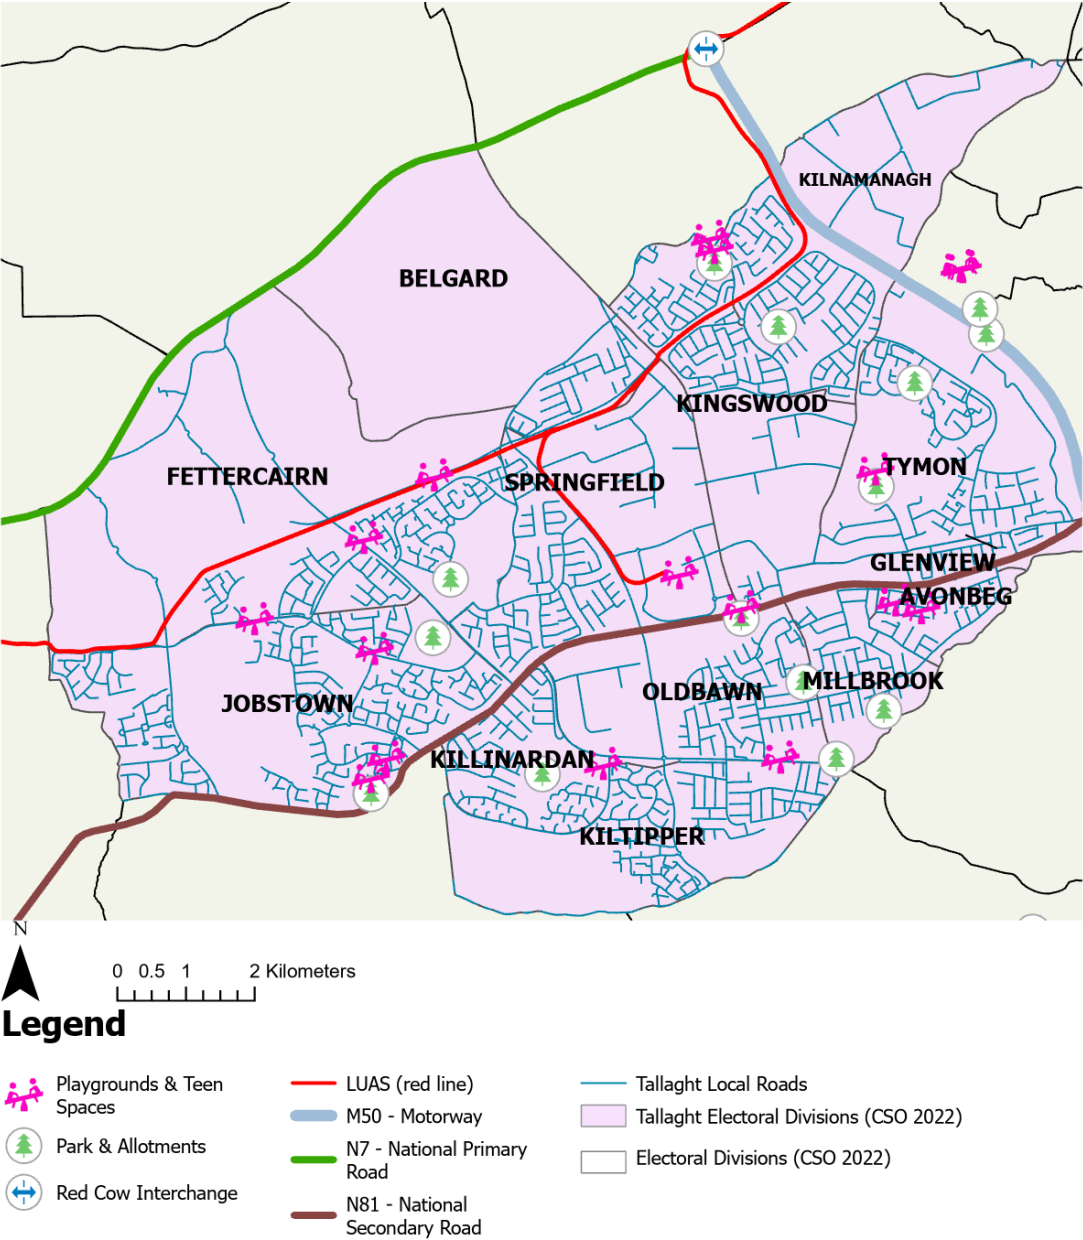 KILNAMANAGH
BELGARD
KINGSWOOD
FETTERCAIRN
SPRINGFIELD
TYMON
GLENVIEW
AVONBEG
JOBSTOWN
OLDBAWN
MILLBROOK
KILLINARDAN
KILTIPPER
N
0 0.5 1 2 Kilometers
Legend
Playgrounds & Teen
Spaces
Park & Allotments
Red Cow Interchange
LUAS (red line)
M50 - Motorway
N7 - National Primary
Road
N81 - National
Secondary Road
Tallaght Local Roads
Tallaght Electoral Divisions (CSO 2022)
Electoral Divisions (CSO 2022)